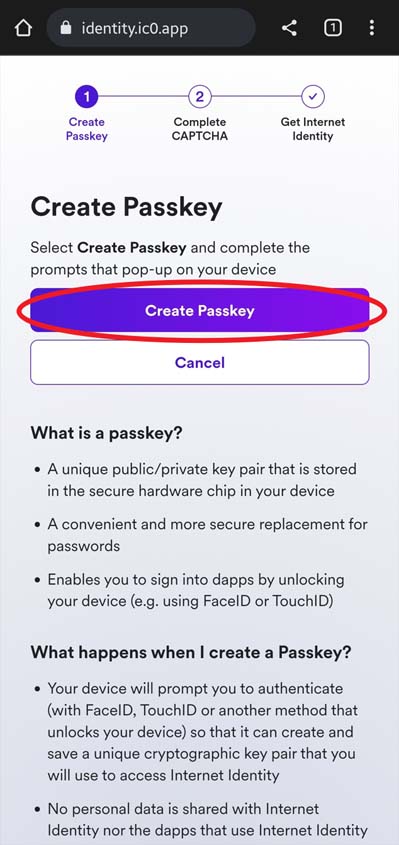 identity.ic0.app
1
1
2
Create
Passkey
Complete
CAPTCHA
Get Internet
Identity
Create Passkey
Select Create Passkey and complete the
prompts that pop-up on your device
Create Passkey
Cancel
What is a passkey?
• A unique public/private key pair that is stored
in the secure hardware chip in your device
• A convenient and more secure replacement for
passwords
• Enables you to sign into dapps by unlocking
your device (e.g. using FaceID or TouchID)
What happens when I create a Passkey?
• Your device will prompt you to authenticate
(with FaceID, TouchID or another method that
unlocks your device) so that it can create and
save a unique cryptographic key pair that you
will use to access Internet Identity
• No personal data is shared with Internet
Identity nor the dapps that use Internet Identity